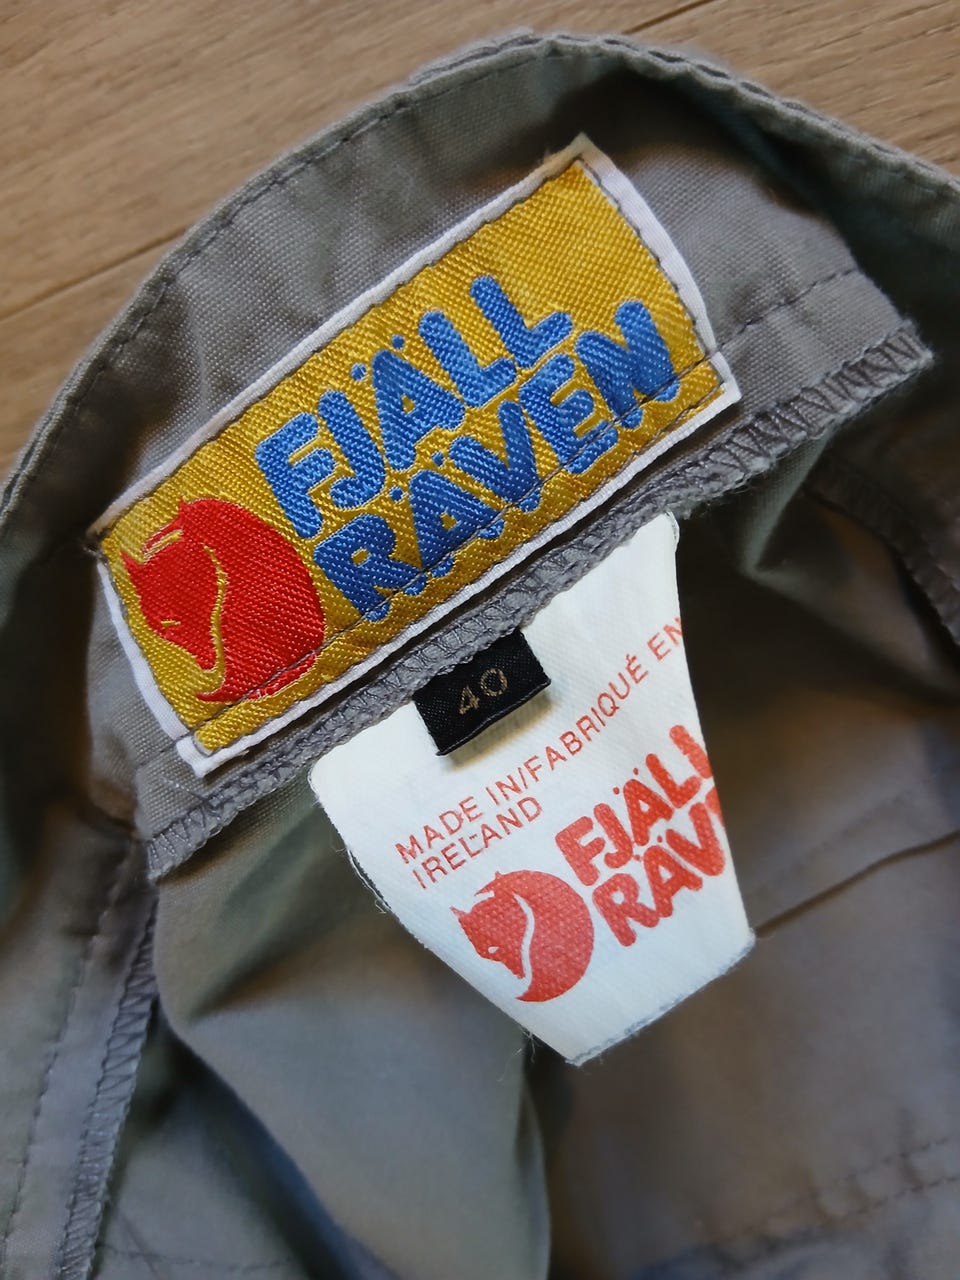 FJÄLL
RÄVEN
40
MADE IN/FABRIQUÉ EN
IRELAND
FJÄLL
RÄV